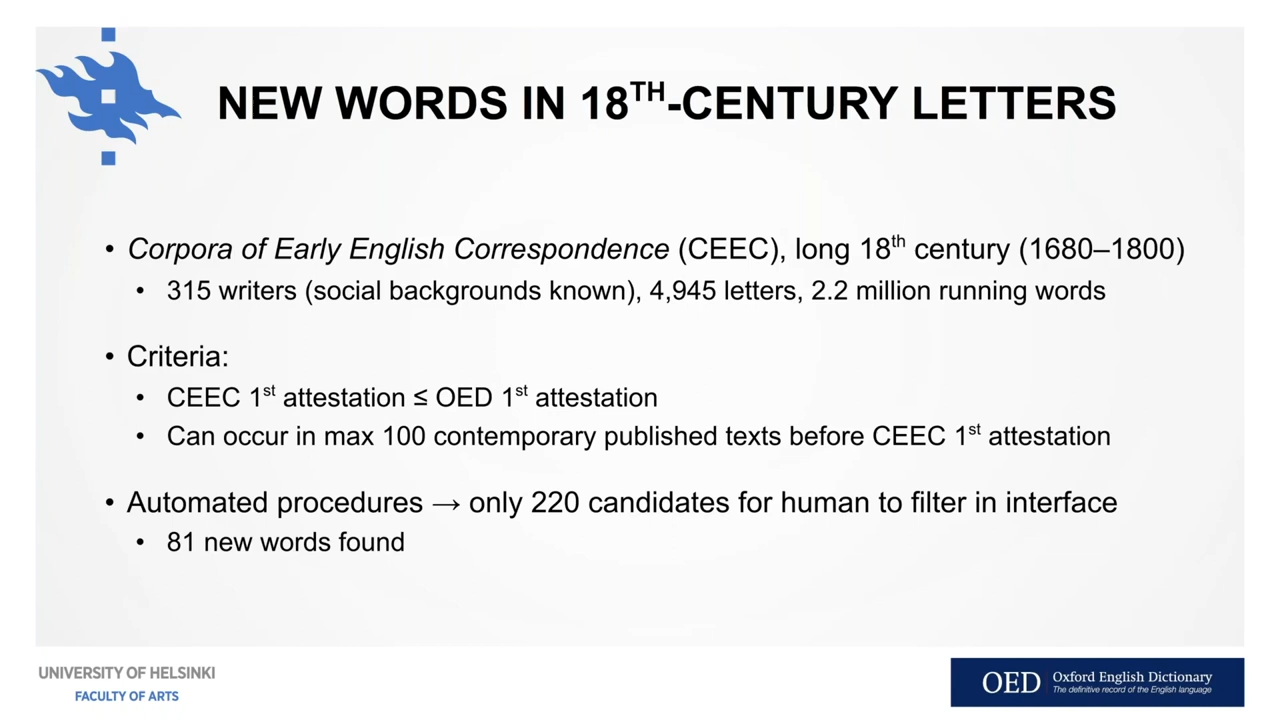 NEW WORDS IN 18TH-CENTURY LETTERS
• Corpora of Early English Correspondence (CEEC), long 18th century (1680–1800)
• 315 writers (social backgrounds known), 4,945 letters, 2.2 million running words
• Criteria:
• CEEC 1st attestation ≤ OED 1st attestation
• Can occur in max 100 contemporary published texts before CEEC 1st attestation
• Automated procedures → only 220 candidates for human to filter in interface
• 81 new words found
UNIVERSITY OF HELSINKI
FACULTY OF ARTS
OED Oxford English Dictionary
The definitive record of the English language